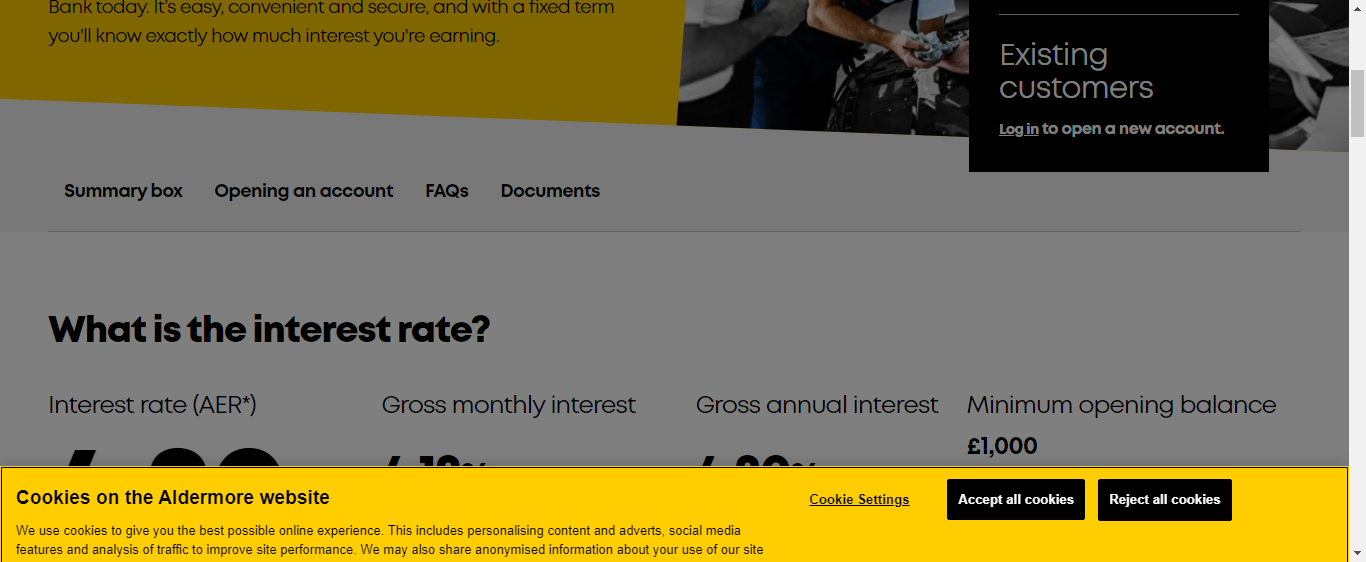 Bank today. It's easy, convenient and secure, and with a fixed term
you'll know exactly how much interest you're earning.
Existing
customers
Log in to open a new account.
Summary box Opening an account FAQs Documents
What is the interest rate?
Interest rate (AER*) Gross monthly interest Gross annual interest Minimum opening balance
£1,000
Cookies on the Aldermore website
Cookie Settings Accept all cookies Reject all cookies
We use cookies to give you the best possible online experience. This includes personalising content and adverts, social media
features and analysis of traffic to improve site performance. We may also share anonymised information about your use of our site